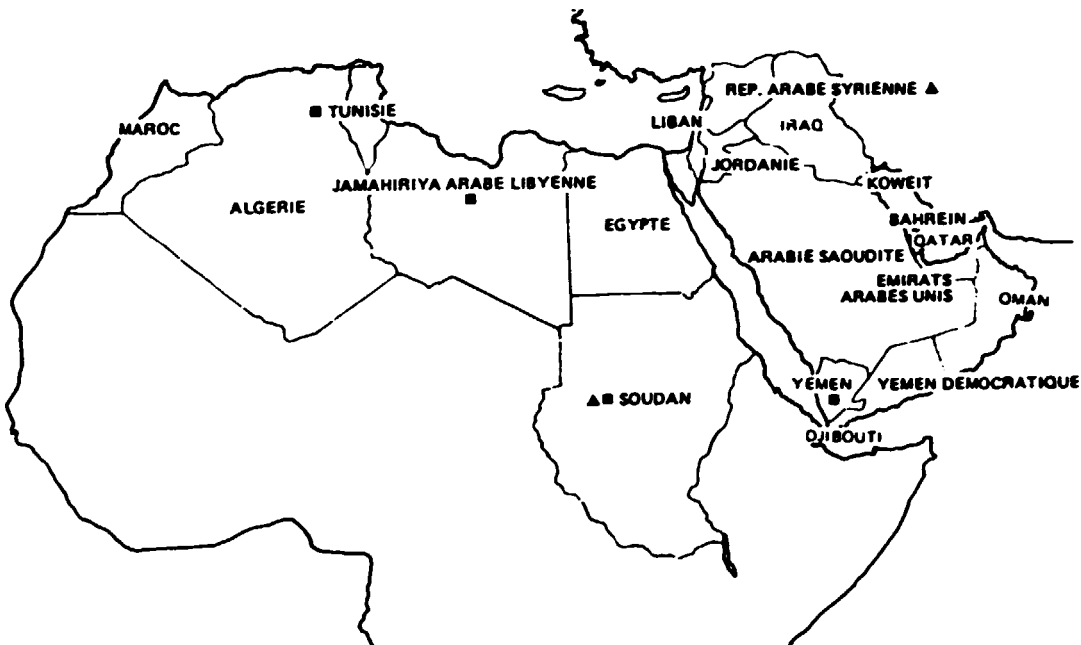 REP. ARABE SYRIENNE
TUNISIE
MAROC
LIBAN
IRAQ
JORDANIE
JAMAHIRIYA ARABE LIBYENNE
KOWEIT
ALGERIE
EGYPTE
BAHREIN
QATAR
ARABIE SAOUDITE
EMIRATS
ARABES UNIS
OMAN
YEMEN
YEMEN DEMOCRATIQUE
SOUDAN
DJIBOUTI